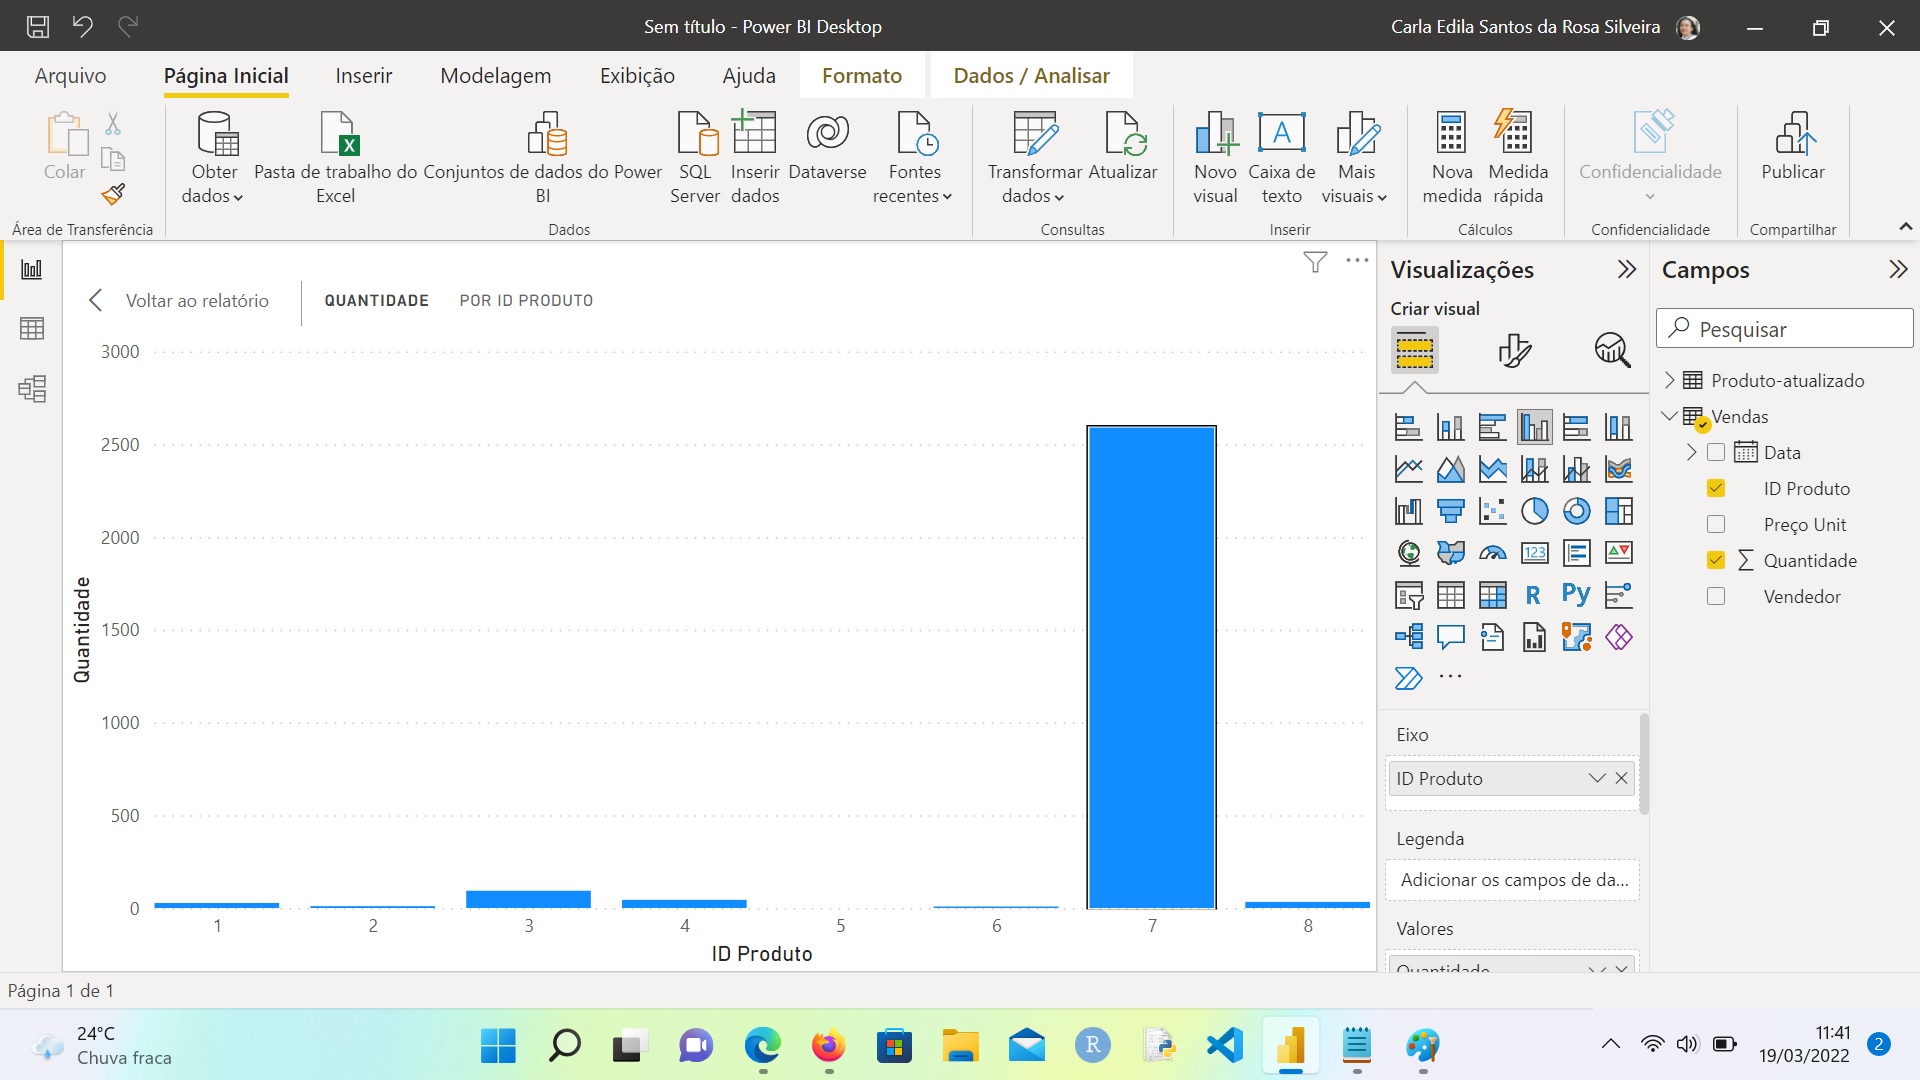 Sem título - Power BI Desktop
Carla Edila Santos da Rosa Silveira
Arquivo
Página Inicial
Inserir
Modelagem
Exibição
Ajuda
Formato
Dados / Analisar
Colar
Obter dados
Pasta de trabalho do Excel
Conjuntos de dados do Power BI
SQL Server
Inserir dados
Dataverse
Fontes recentes
Transformar dados
Atualizar
Novo visual
Caixa de texto
Mais visuais
Nova medida
Medida rápida
Confidencialidade
Publicar
Área de Transferência
Dados
Consultas
Inserir
Cálculos
Confidencialidade
Compartilhar
Voltar ao relatório
QUANTIDADE
POR ID PRODUTO
3000
2500
2000
1500
1000
500
0
Quantidade
1 2 3 4 5 6 7 8
ID Produto
Visualizações
Criar visual
123
R
Py
Eixo
ID Produto
Legenda
Adicionar os campos de da...
Valores
Quantidade
Campos
Pesquisar
Produto-atualizado
Vendas
Data
ID Produto
Preço Unit
Quantidade
Vendedor
Página 1 de 1
24°C
Chuva fraca
R
11:41
19/03/2022
2